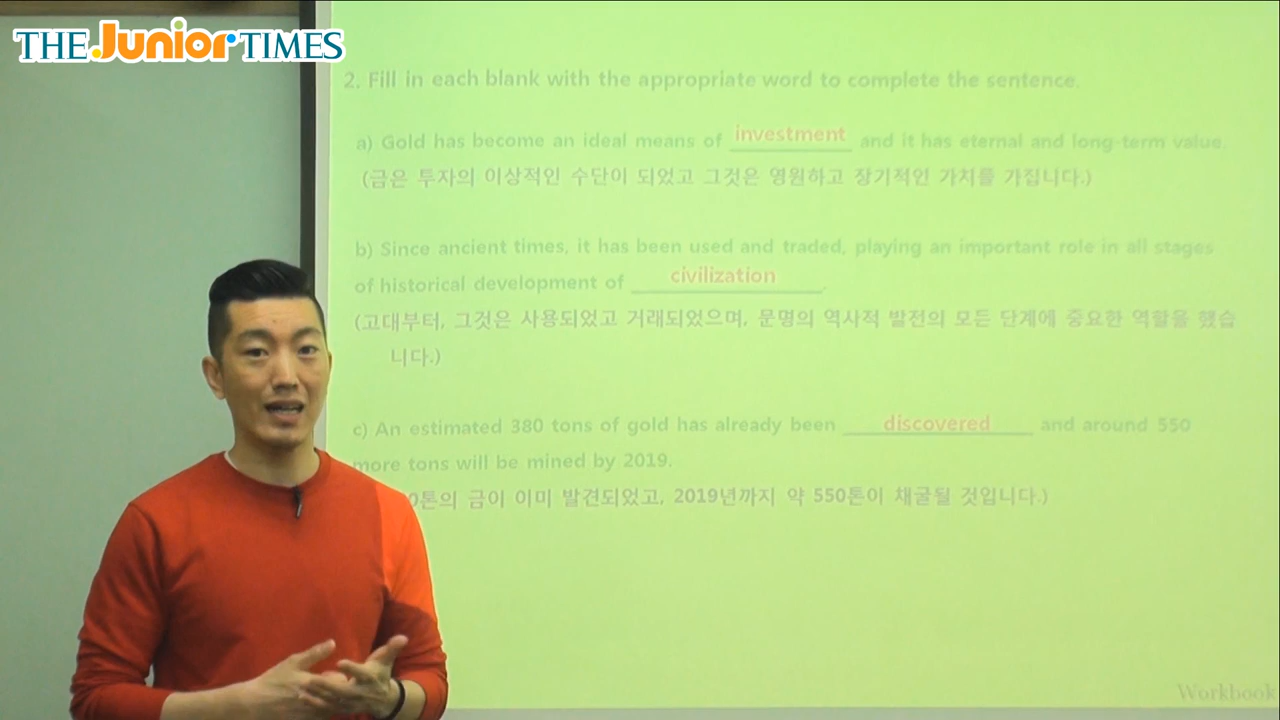 THE Junior TIMES
2. Fill in each blank with the appropriate word to complete the sentence.
a) Gold has become an ideal means of investment and it has eternal and long-term value.
(금은 투자의 이상적인 수단이 되었고 그것은 영원하고 장기적인 가치를 가집니다.)
b) Since ancient times, it has been used and traded, playing an important role in all stages
of historical development of civilization.
(고대부터, 그것은 사용되었고 거래되었으며, 문명의 역사적 발전의 모든 단계에 중요한 역할을 했습
니다.)
c) An estimated 380 tons of gold has already been discovered and around 550
more tons will be mined by 2019.
0톤의 금이 이미 발견되었고, 2019년까지 약 550톤이 채굴될 것입니다.)
Workbook